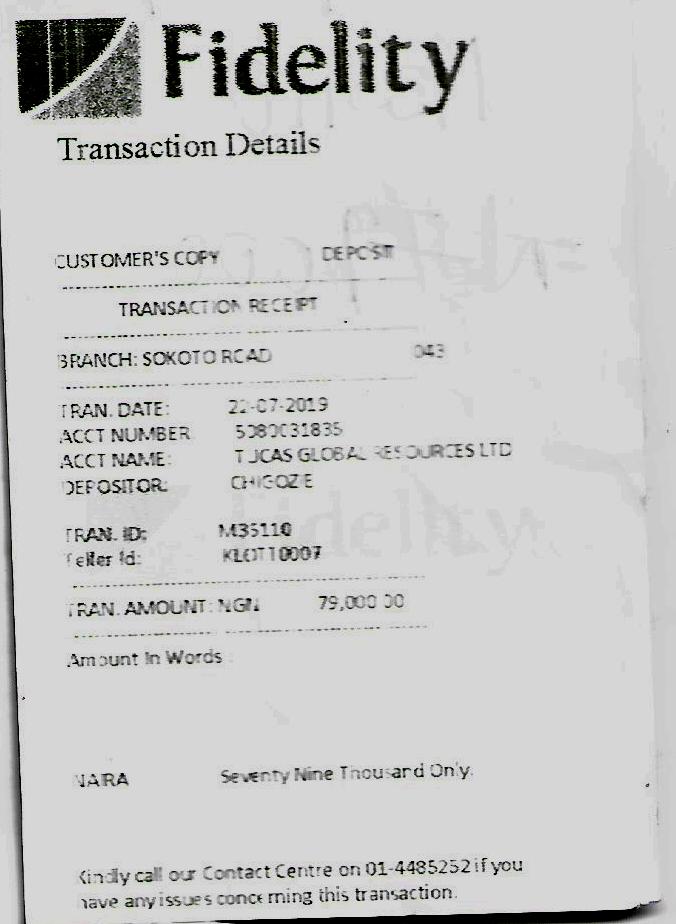 Fidelity
Transaction Details
CUSTOMER'S COPY DEPOSIT
TRANSACTION RECEIPT
BRANCH: SOKOTO ROAD 043
TRAN. DATE: 22-07-2019
ACCT NUMBER 5080031835
ACCT NAME: TUCAS GLOBAL RESOURCES LTD
DEPOSITOR: CHIGOZIE
TRAN. ID: M35110
Teller Id: KLOTT0007
TRAN. AMOUNT: NGN 79,000.00
Amount In Words :
NAIRA Seventy Nine Thousand Only.
Kindly call our Contact Centre on 01-4485252 if you
have any issues concerning this transaction.